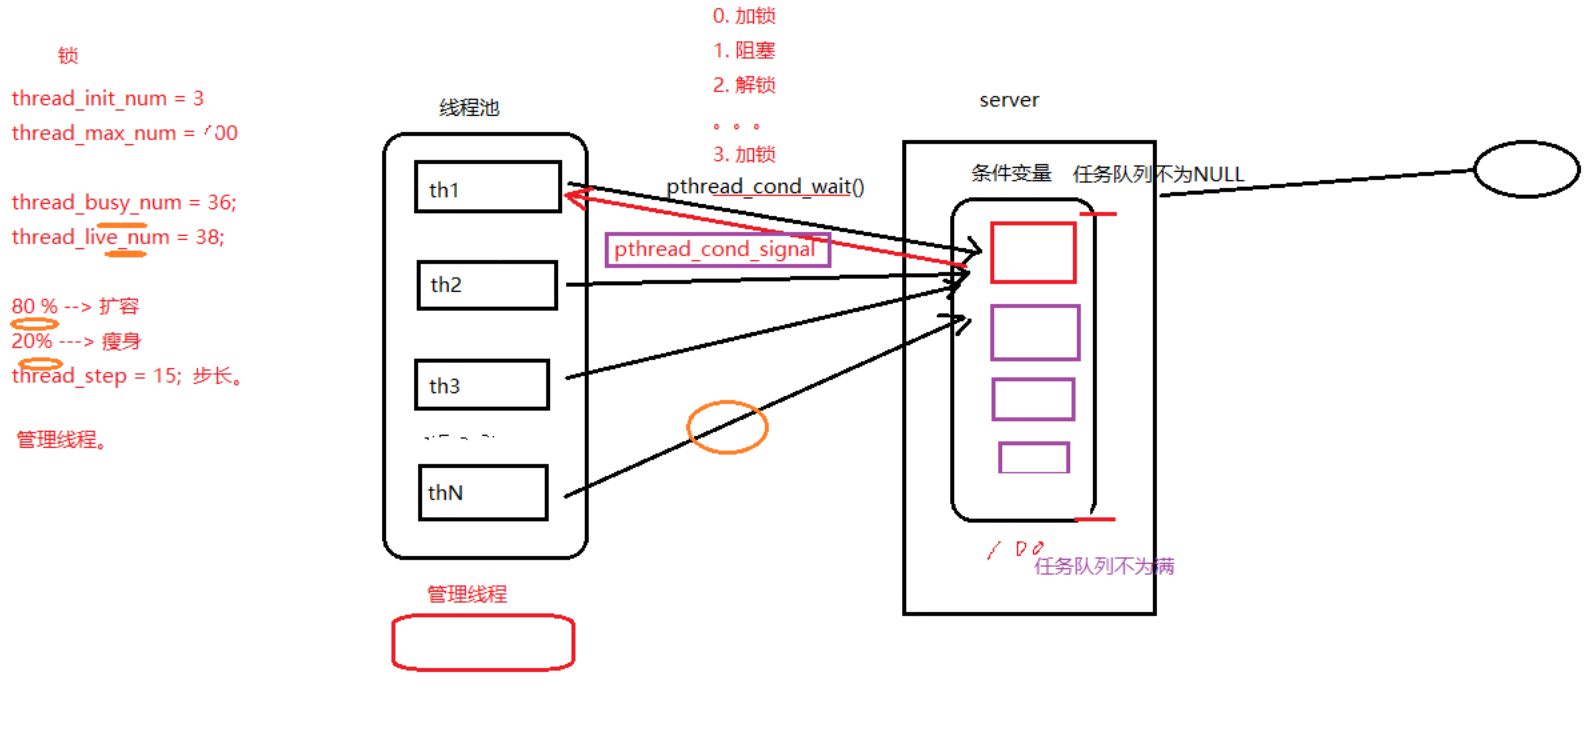 锁
thread_init_num = 3
thread_max_num = 100
thread_busy_num = 36;
thread_live_num = 38;
80 % --> 扩容
20% ---> 瘦身
thread_step = 15; 步长。
管理线程。
线程池
th1
th2
th3
thN
管理线程
0. 加锁
1. 阻塞
2. 解锁
。。。
3. 加锁
pthread_cond_wait()
pthread_cond_signal
server
条件变量 任务队列不为NULL
100
任务队列不为满